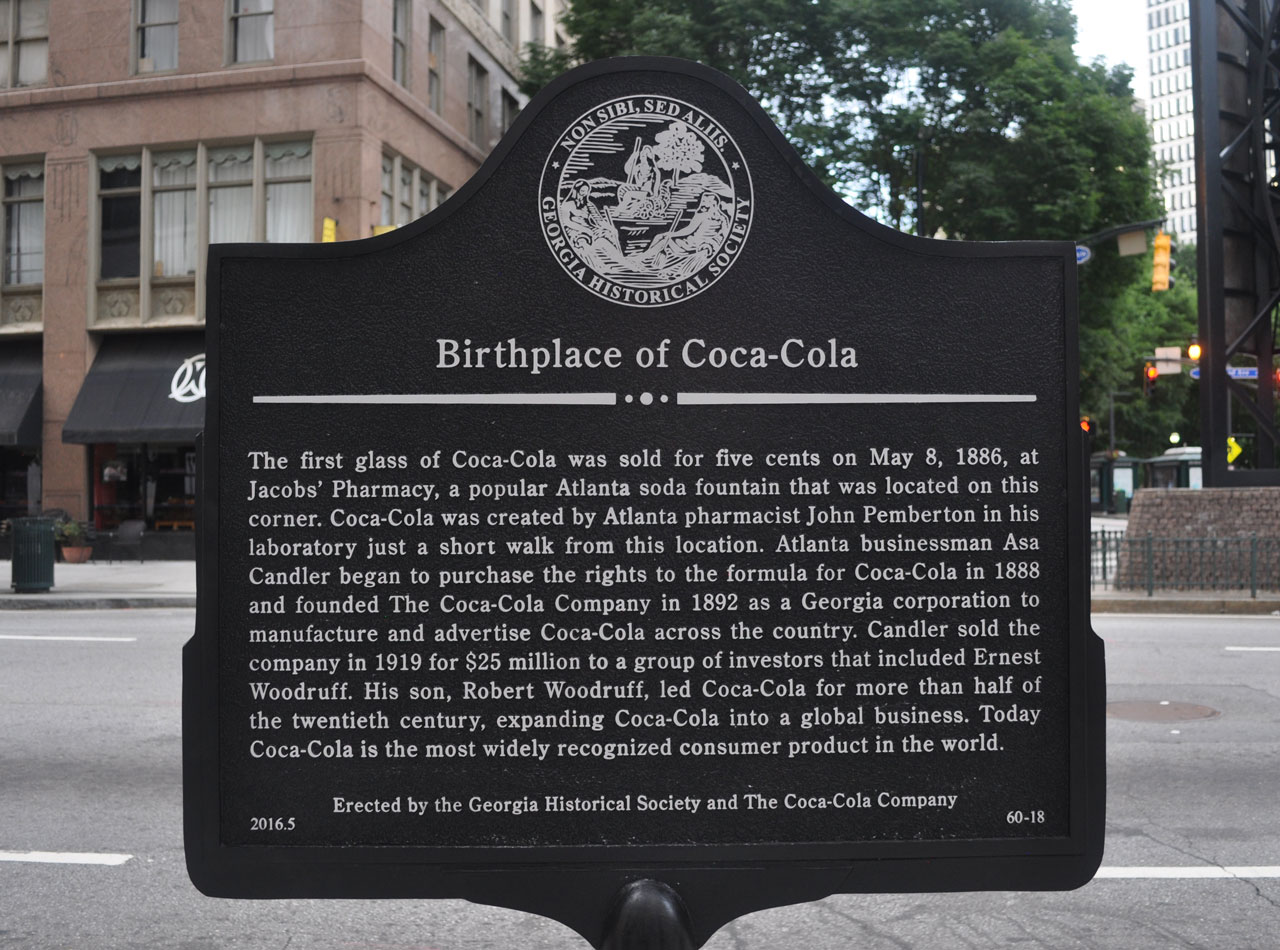 NON SIBI, SED ALIIS.
GEORGIA HISTORICAL SOCIETY
Birthplace of Coca-Cola
The first glass of Coca-Cola was sold for five cents on May 8, 1886, at
Jacobs' Pharmacy, a popular Atlanta soda fountain that was located on this
corner. Coca-Cola was created by Atlanta pharmacist John Pemberton in his
laboratory just a short walk from this location. Atlanta businessman Asa
Candler began to purchase the rights to the formula for Coca-Cola in 1888
and founded The Coca-Cola Company in 1892 as a Georgia corporation to
manufacture and advertise Coca-Cola across the country. Candler sold the
company in 1919 for $25 million to a group of investors that included Ernest
Woodruff. His son, Robert Woodruff, led Coca-Cola for more than half of
the twentieth century, expanding Coca-Cola into a global business. Today
Coca-Cola is the most widely recognized consumer product in the world.
Erected by the Georgia Historical Society and The Coca-Cola Company
2016.5
60-18